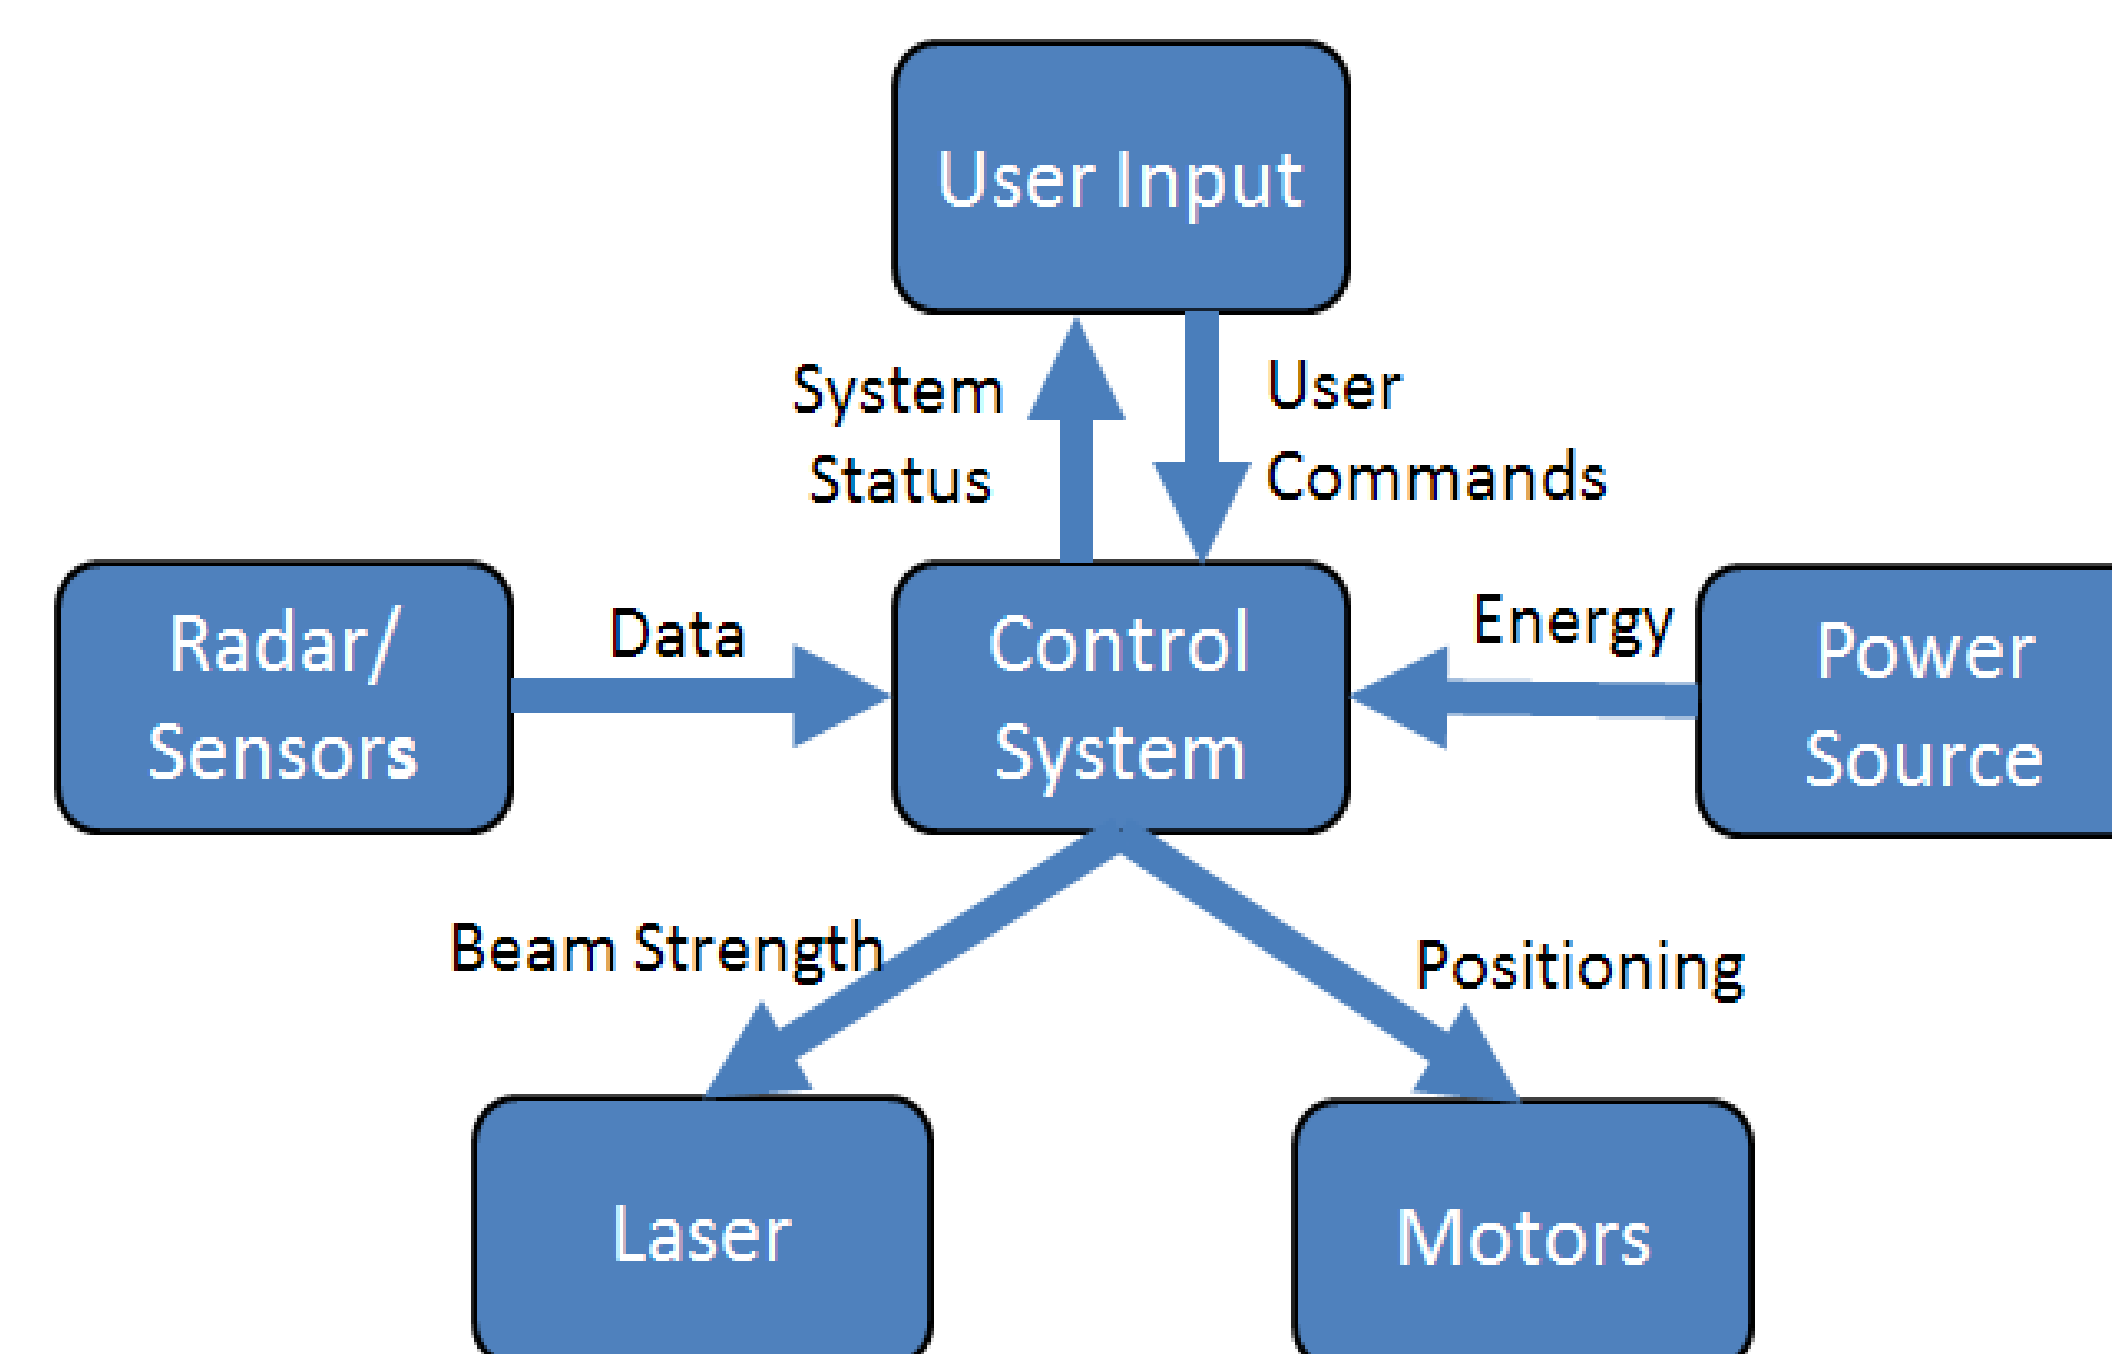 User Input
System
Status
User
Commands
Radar/
Sensors
Data
Control
System
Energy
Power
Source
Beam Strength
Positioning
Laser
Motors